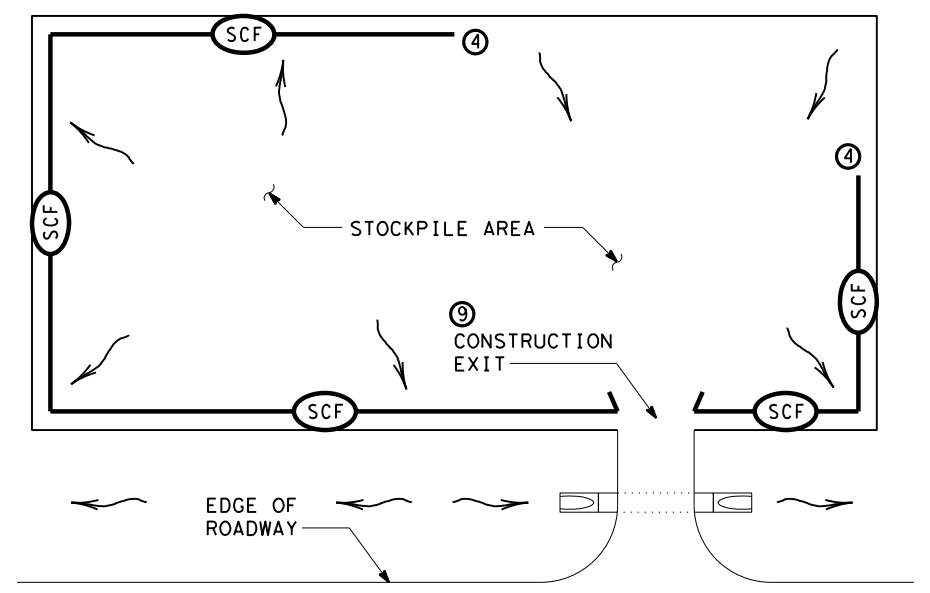 SCF
4
4
SCF
STOCKPILE AREA
SCF
9
CONSTRUCTION
EXIT
SCF
SCF
EDGE OF
ROADWAY